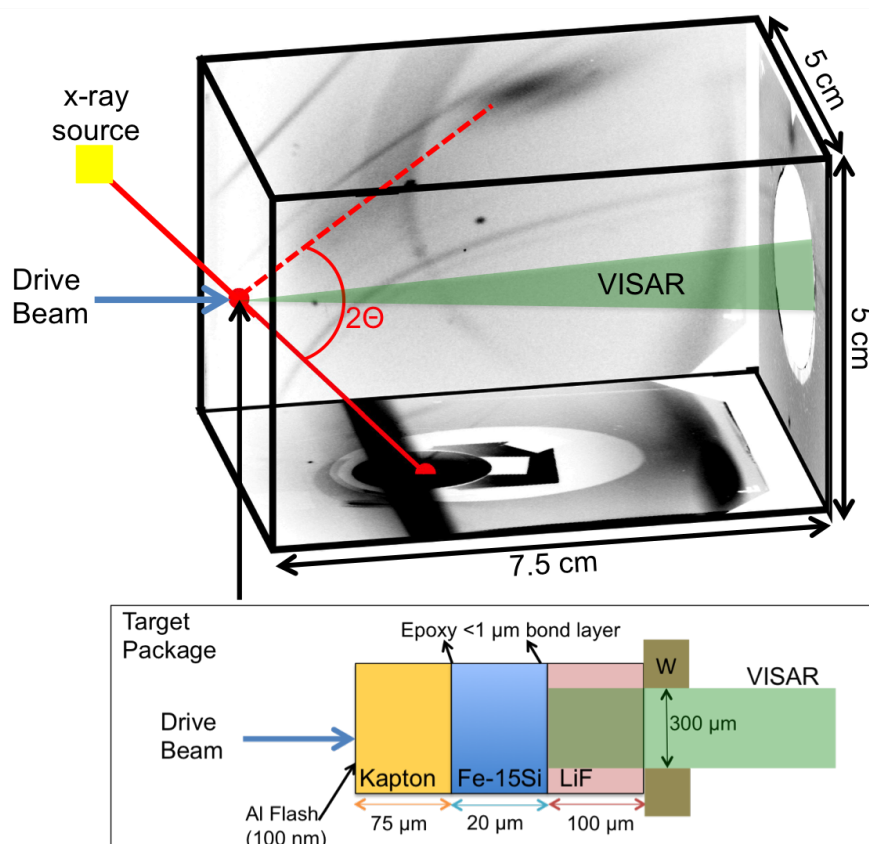 x-ray
source
5 cm
Drive
Beam
VISAR
2Θ
5 cm
7.5 cm
Target
Package
Epoxy <1 µm bond layer
W
VISAR
Drive
Beam
300 µm
Kapton
Fe-15Si
LiF
Al Flash
(100 nm)
75 µm
20 µm
100 µm